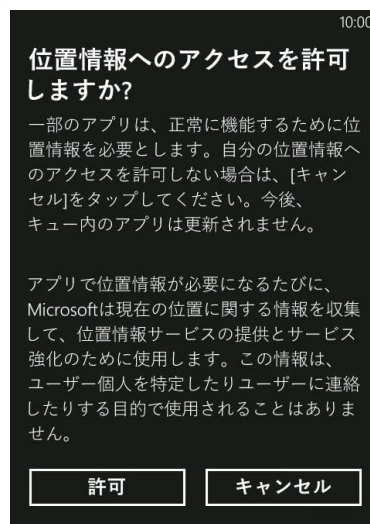 10:00
位置情報へのアクセスを許可
しますか?
一部のアプリは、正常に機能するために位
置情報を必要とします。自分の位置情報へ
のアクセスを許可しない場合は、[キャン
セル]をタップしてください。今後、
キュー内のアプリは更新されません。
アプリで位置情報が必要になるたびに、
Microsoftは現在の位置に関する情報を収集
して、位置情報サービスの提供とサービス
強化のために使用します。この情報は、
ユーザー個人を特定したりユーザーに連絡
したりする目的で使用されることはありま
せん。
許可
キャンセル